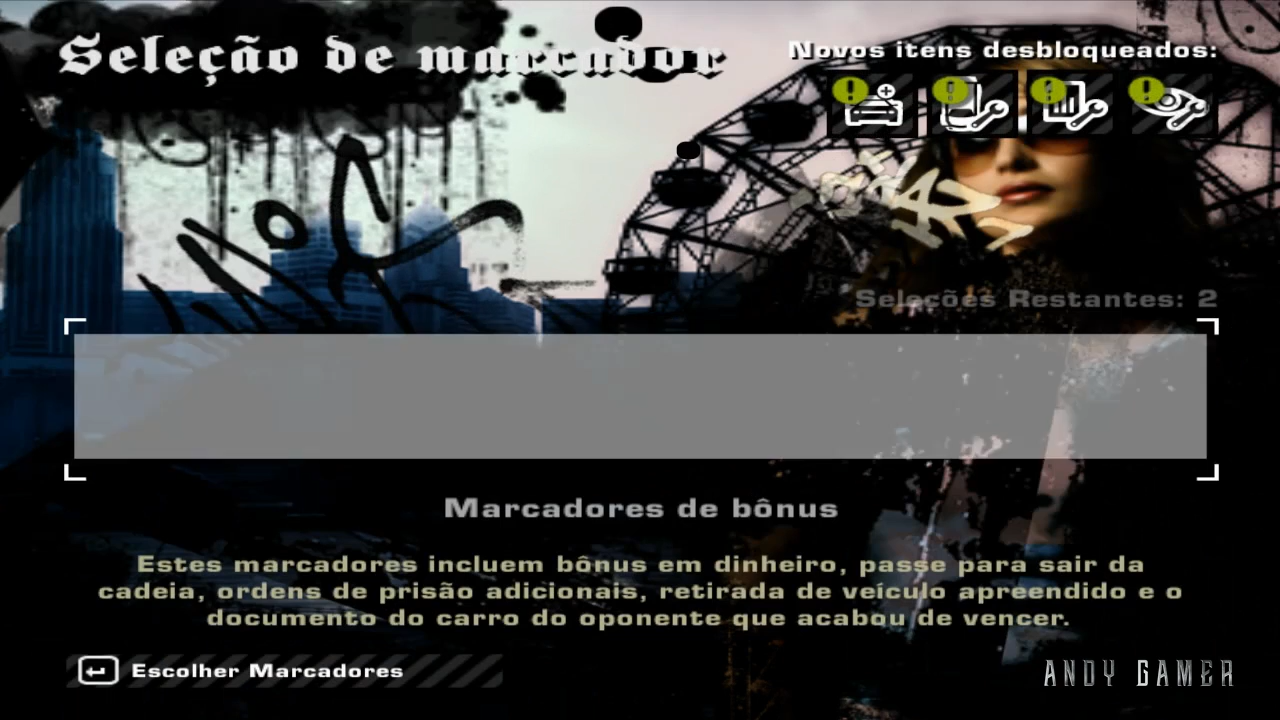 Seleção de marcador
Novos itens desbloqueados:
Seleções Restantes: 2
Marcadores de bônus
Estes marcadores incluem bônus em dinheiro, passe para sair da
cadeia, ordens de prisão adicionais, retirada de veículo apreendido e o
documento do carro do oponente que acabou de vencer.
Escolher Marcadores
ANDY GAMER